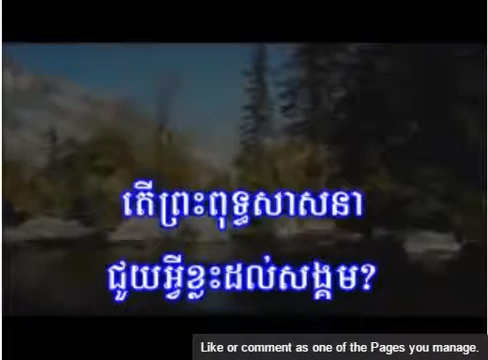 តើព្រះពុទ្ធសាសនា
ជួយអ្វីខ្លះដល់សង្គម?
Like or comment as one of the Pages you manage.